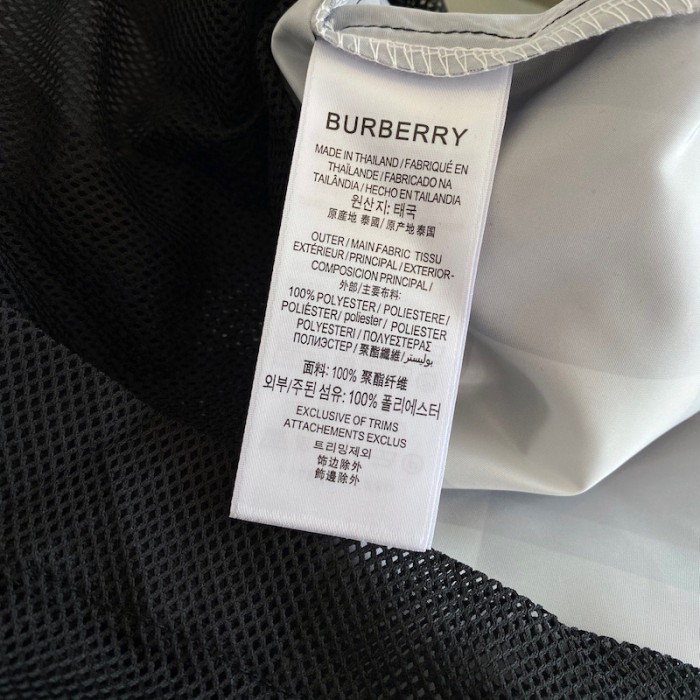 BURBERRY
MADE IN THAILAND / FABRIQUÉ EN
THAÏLANDE / FABRICADO NA
TAILÂNDIA / HECHO EN TAILANDIA
원산지: 태국
原産地 泰國 / 原产地 泰国
OUTER / MAIN FABRIC TISSU
EXTÉRIEUR / PRINCIPAL / EXTERIOR-
COMPOSICION PRINCIPAL /
外部 / 主要布料:
100% POLYESTER / POLIESTERE /
POLIÉSTER / poliester / POLIESTER
POLYESTERI / ΠΟΛΥΕΣΤΕΡΑΣ
ПОЛИЭСТЕР / 聚酯纖維 / بوليستر
面料: 100% 聚酯纤维
외부/주된 섬유: 100% 폴리에스터
EXCLUSIVE OF TRIMS
ATTACHEMENTS EXCLUS
트리밍제외
饰边除外
飾邊除外